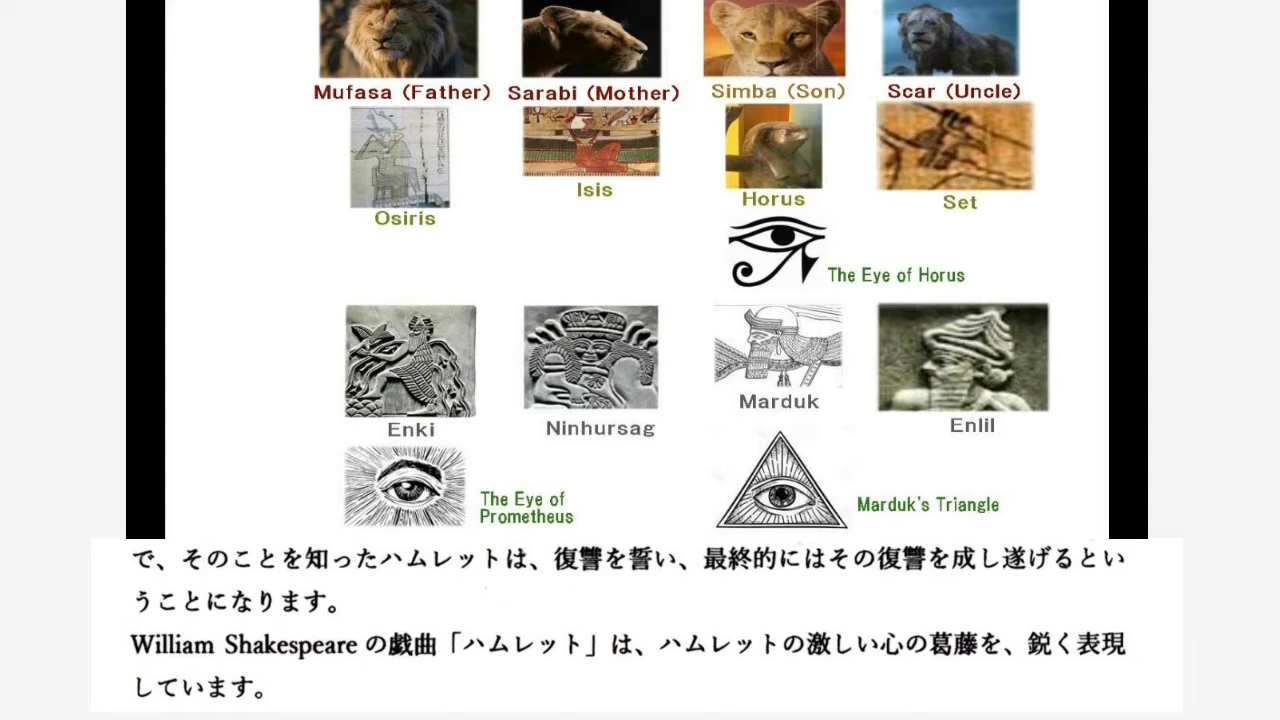 Mufasa (Father)
Sarabi (Mother)
Simba (Son)
Scar (Uncle)
Osiris
Isis
Horus
Set
The Eye of Horus
Enki
Ninhursag
Marduk
Enlil
The Eye of
Prometheus
Marduk's Triangle
で、そのことを知ったハムレットは、復讐を誓い、最終的にはその復讐を成し遂げるとい
うことになります。
William Shakespeare の戯曲「ハムレット」は、ハムレットの激しい心の葛藤を、鋭く表現
しています。